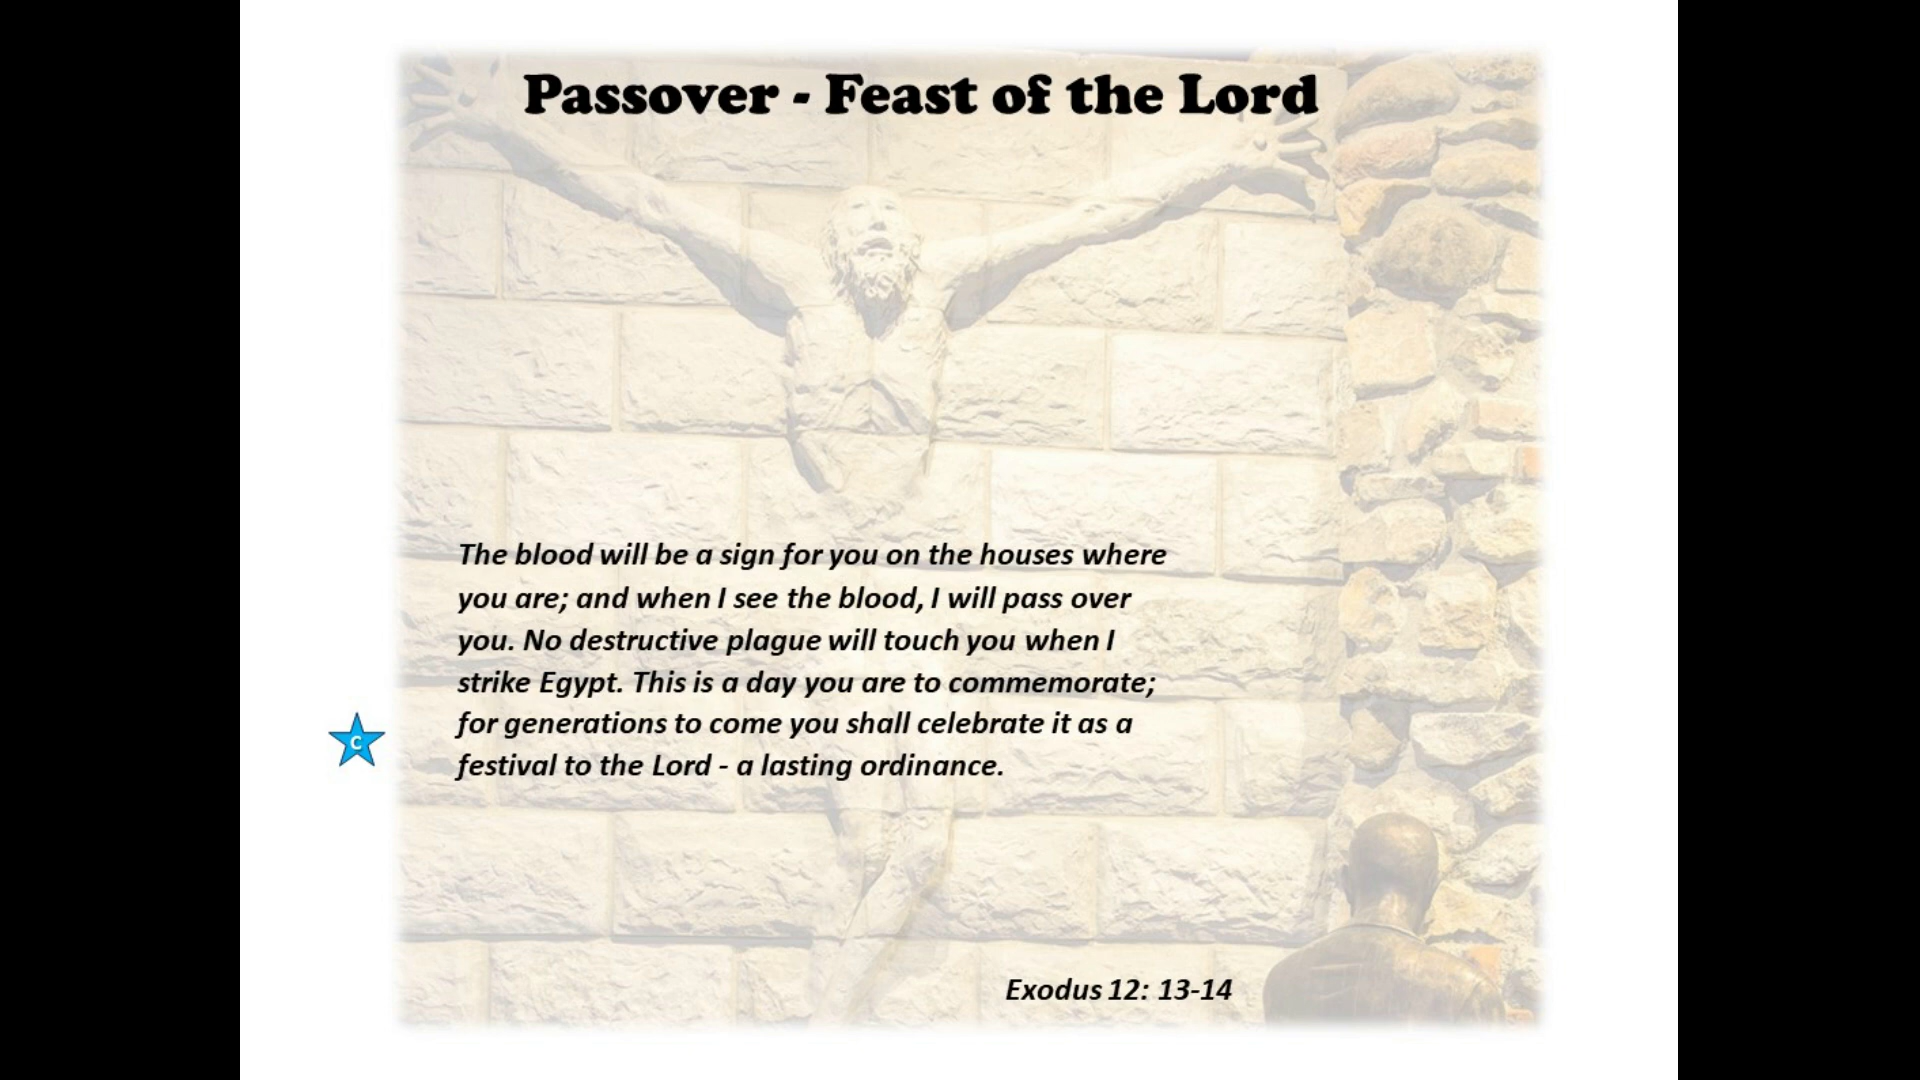 Passover - Feast of the Lord
The blood will be a sign for you on the houses where
you are; and when I see the blood, I will pass over
you. No destructive plague will touch you when I
strike Egypt. This is a day you are to commemorate;
for generations to come you shall celebrate it as a
festival to the Lord - a lasting ordinance.
C
Exodus 12: 13-14